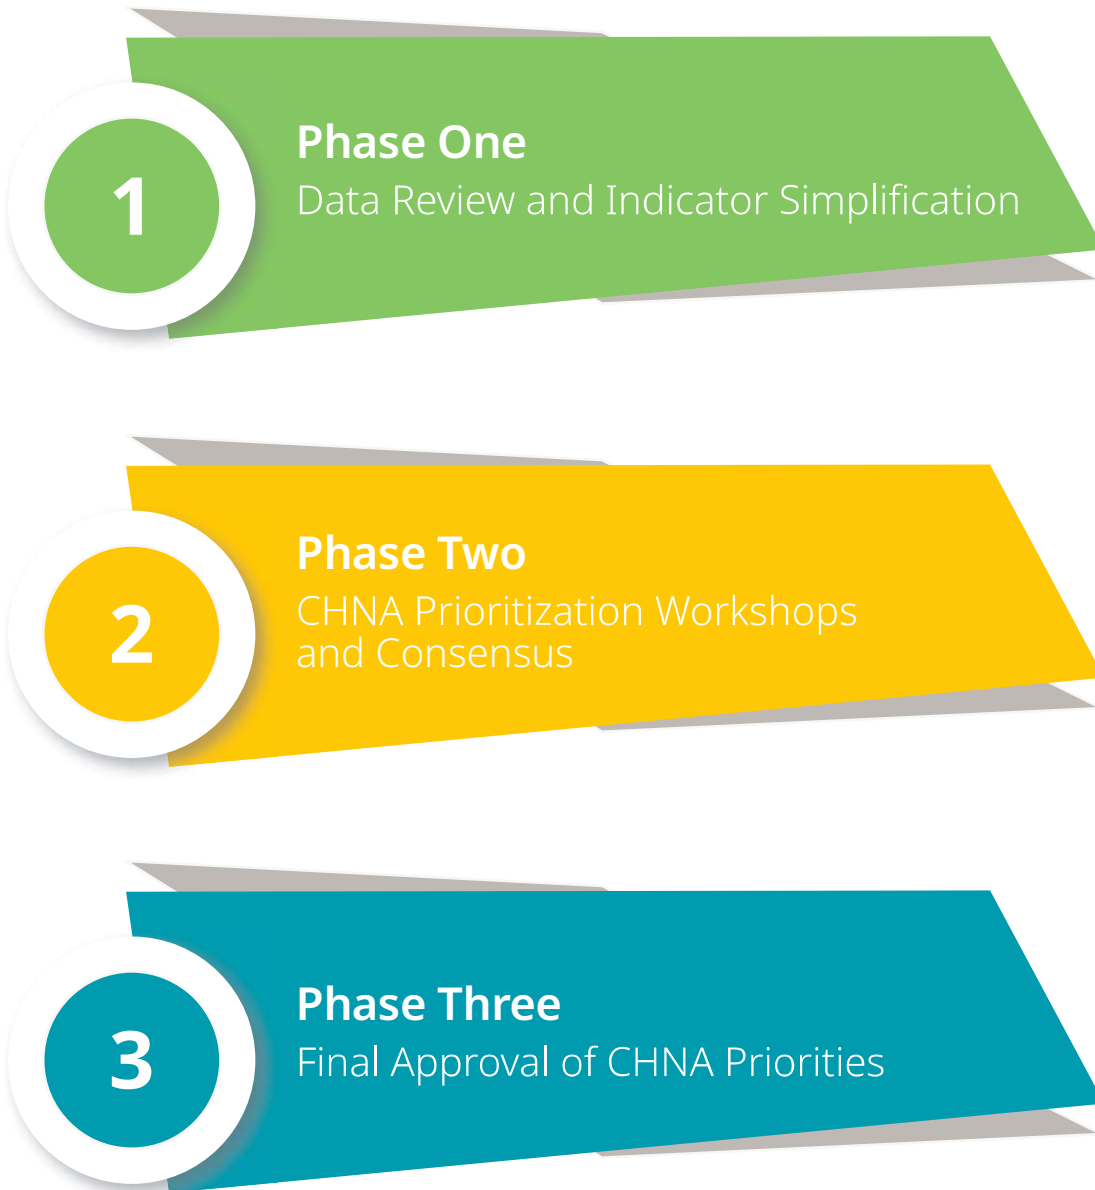 1
Phase One
Data Review and Indicator Simplification
2
Phase Two
CHNA Prioritization Workshops
and Consensus
3
Phase Three
Final Approval of CHNA Priorities